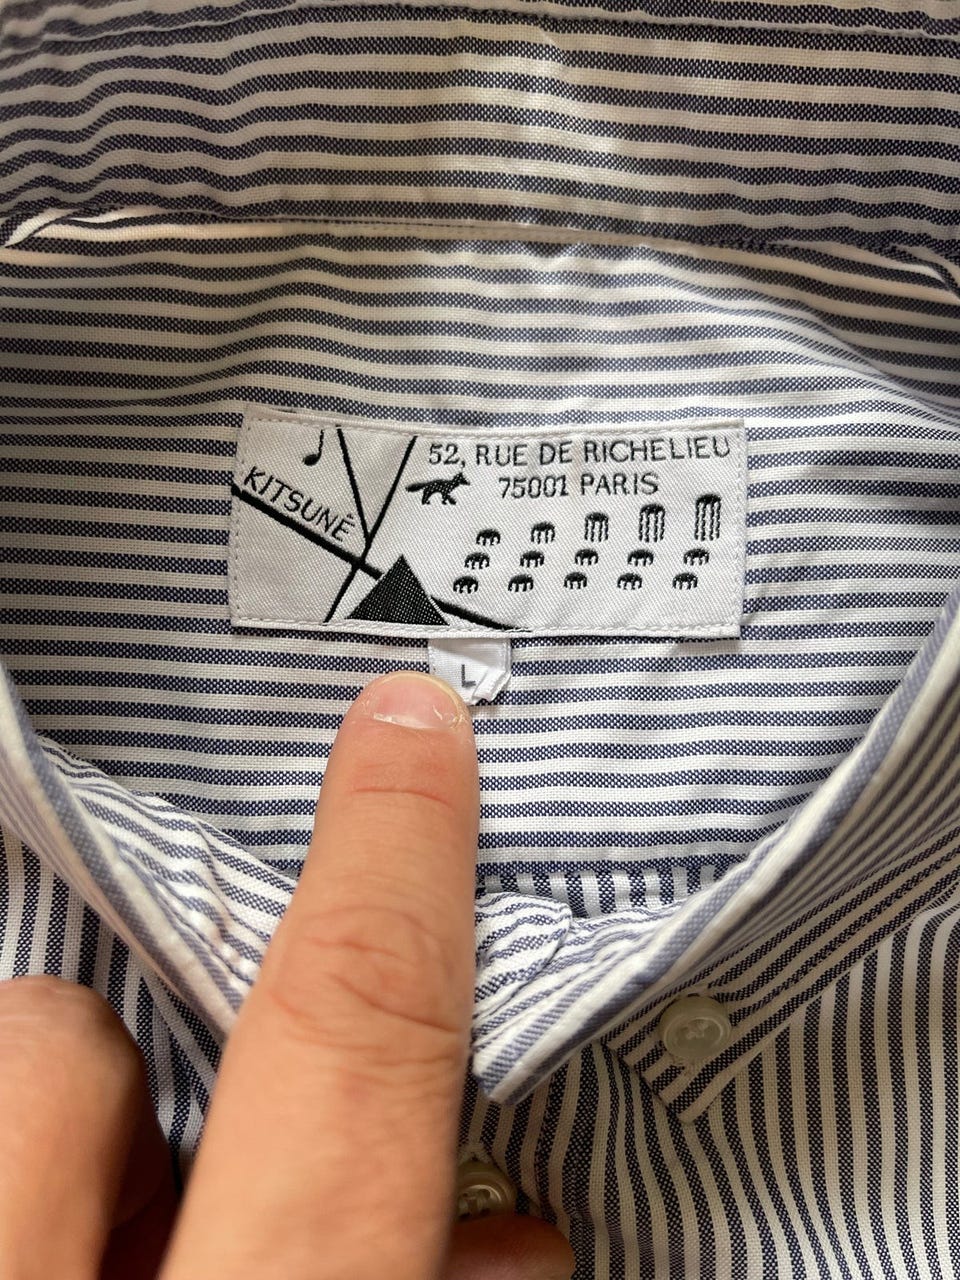 KITSUNÉ
52, RUE DE RICHELIEU
75001 PARIS
L